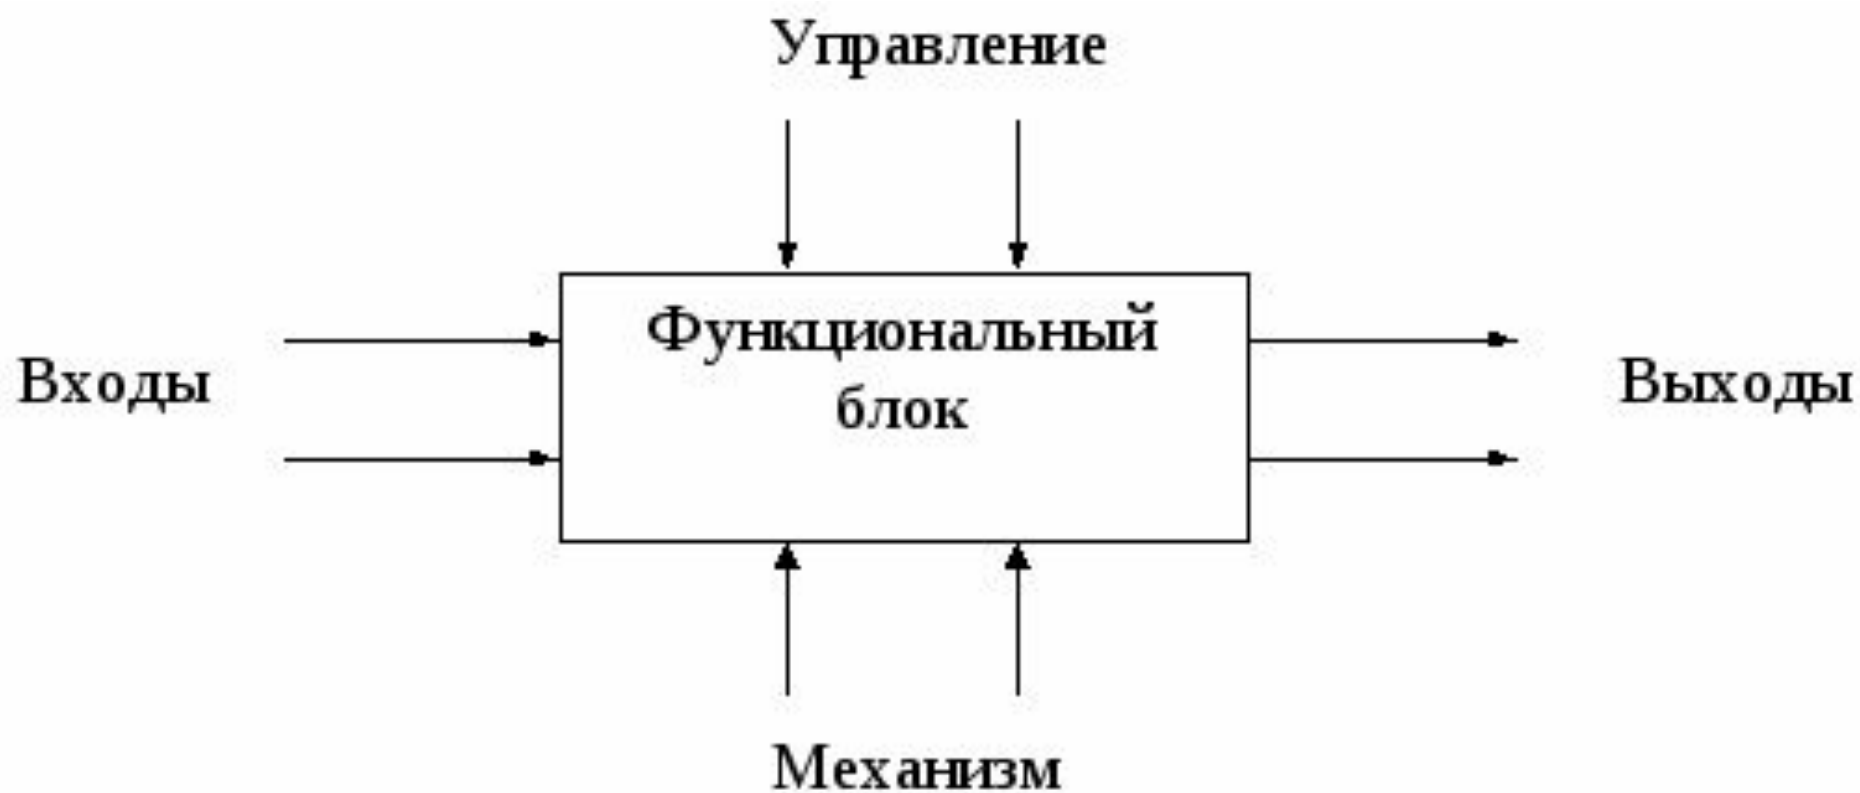 Управление
Функциональный
блок
Входы
Выходы
Механизм